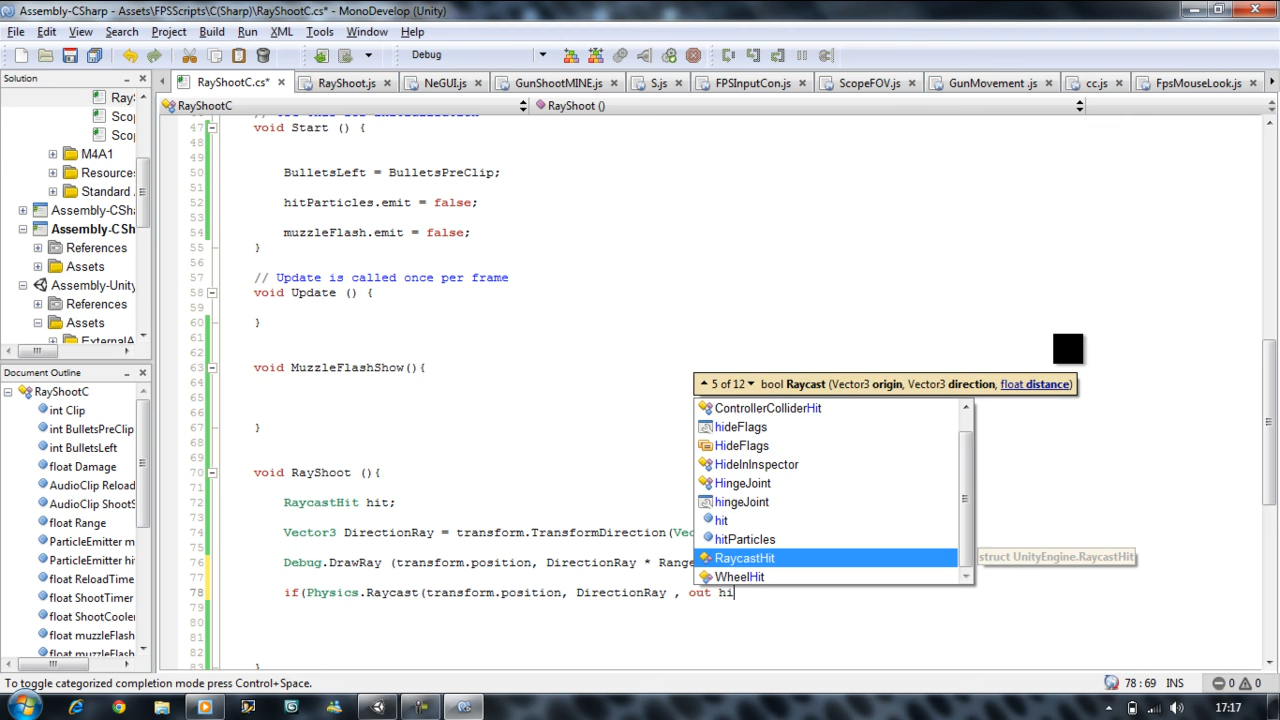 Assembly-CSharp - Assets\FPSScripts\C(Sharp)\RayShootC.cs* - MonoDevelop (Unity)
File Edit View Search Project Build Run XML Tools Window Help
Debug
Solution
RayShootC.cs* RayShoot.js NeGUI.js GunShootMINE.js S.js FPSInputCon.js ScopeFOV.js GunMovement .js cc.js FpsMouseLook.js
RayShootC RayShoot ()
Ray
Sco
Sco
M4A1
Resources
Standard
Assembly-CSh
Assembly-CSh
References
Assets
Assembly-Unity
References
Assets
ExternalA
Document Outline
RayShootC
int Clip
int BulletsPreClip
int BulletsLeft
float Damage
AudioClip Reload
AudioClip ShootS
float Range
ParticleEmitter m
ParticleEmitter hi
float ReloadTime
float ShootTimer
float ShootCooler
float muzzleFlash
float muzzleFlash
47 void Start () {
48
49
50 BulletsLeft = BulletsPreClip;
51
52 hitParticles.emit = false;
53
54 muzzleFlash.emit = false;
55 }
56
57 // Update is called once per frame
58 void Update () {
59
60 }
61
62
63 void MuzzleFlashShow(){
64
65
66
67 }
68
69
70 void RayShoot (){
71
72 RaycastHit hit;
73
74 Vector3 DirectionRay = transform.TransformDirection(Vec
75
76 Debug.DrawRay (transform.position, DirectionRay * Range
77
78 if(Physics.Raycast(transform.position, DirectionRay , out hi
79
80
81
82
83 }
5 of 12 bool Raycast (Vector3 origin, Vector3 direction, float distance)
ControllerColliderHit
hideFlags
HideFlags
HideInInspector
HingeJoint
hingeJoint
hit
hitParticles
RaycastHit
WheelHit
struct UnityEngine.RaycastHit
To toggle categorized completion mode press Control+Space.
78 : 69 INS 0 0
17:17